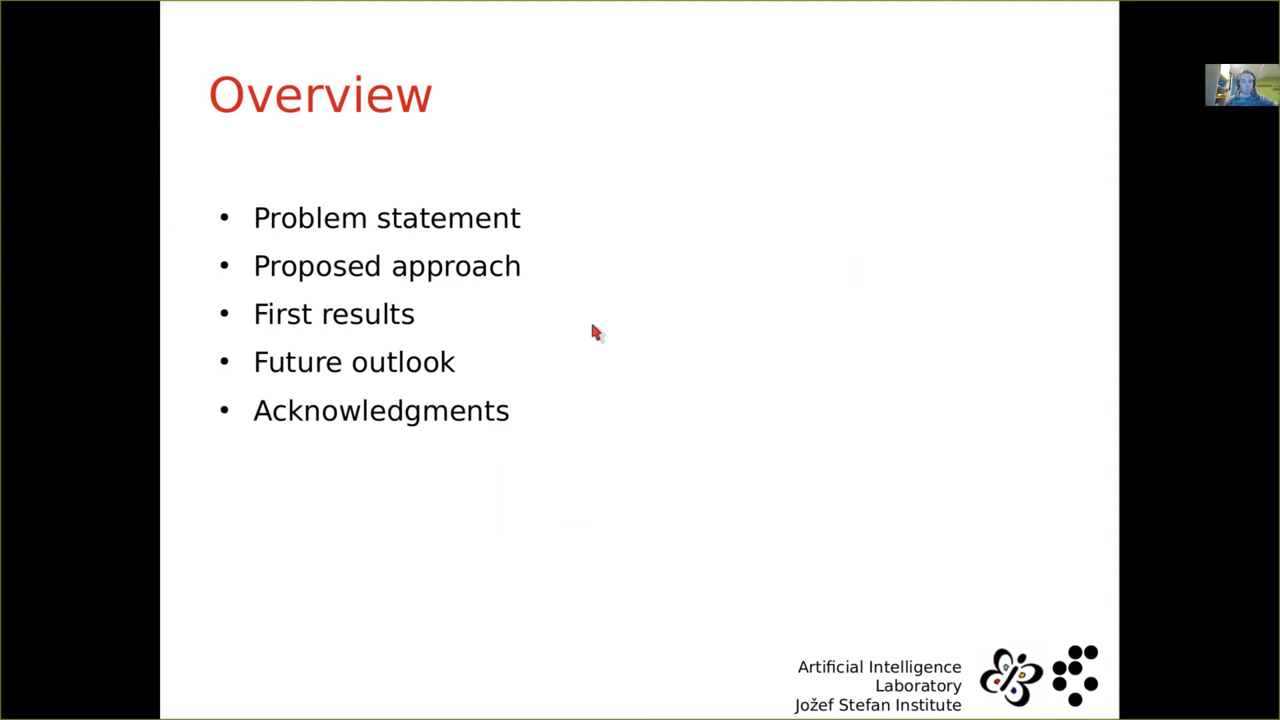 Overview
• Problem statement
• Proposed approach
• First results
• Future outlook
• Acknowledgments
Artificial Intelligence
Laboratory
Jožef Stefan Institute